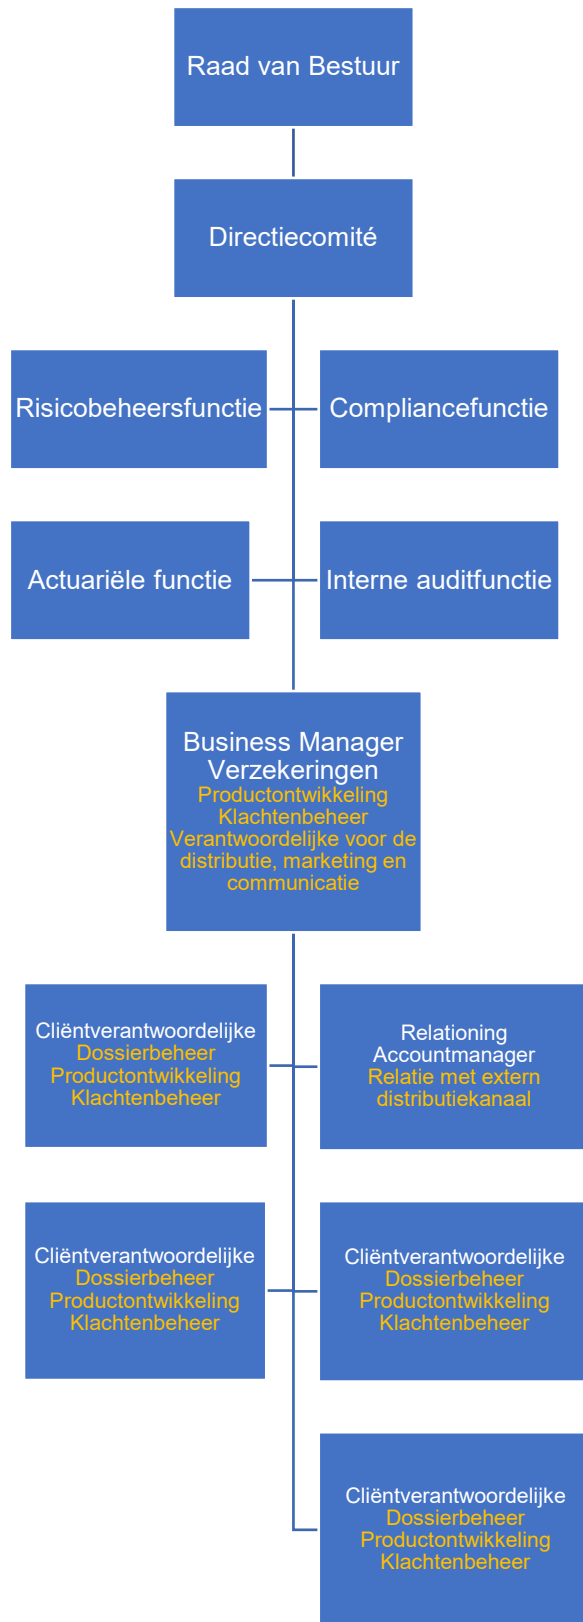 Raad van Bestuur
Directiecomité
Risicobeheersfunctie
Compliancefunctie
Actuariële functie
Interne auditfunctie
Business Manager
Verzekeringen
Productontwikkeling
Klachtenbeheer
Verantwoordelijke voor de
distributie, marketing en
communicatie
Cliëntverantwoordelijke
Dossierbeheer
Productontwikkeling
Klachtenbeheer
Relationing
Accountmanager
Relatie met extern
distributiekanaal
Cliëntverantwoordelijke
Dossierbeheer
Productontwikkeling
Klachtenbeheer
Cliëntverantwoordelijke
Dossierbeheer
Productontwikkeling
Klachtenbeheer
Cliëntverantwoordelijke
Dossierbeheer
Productontwikkeling
Klachtenbeheer